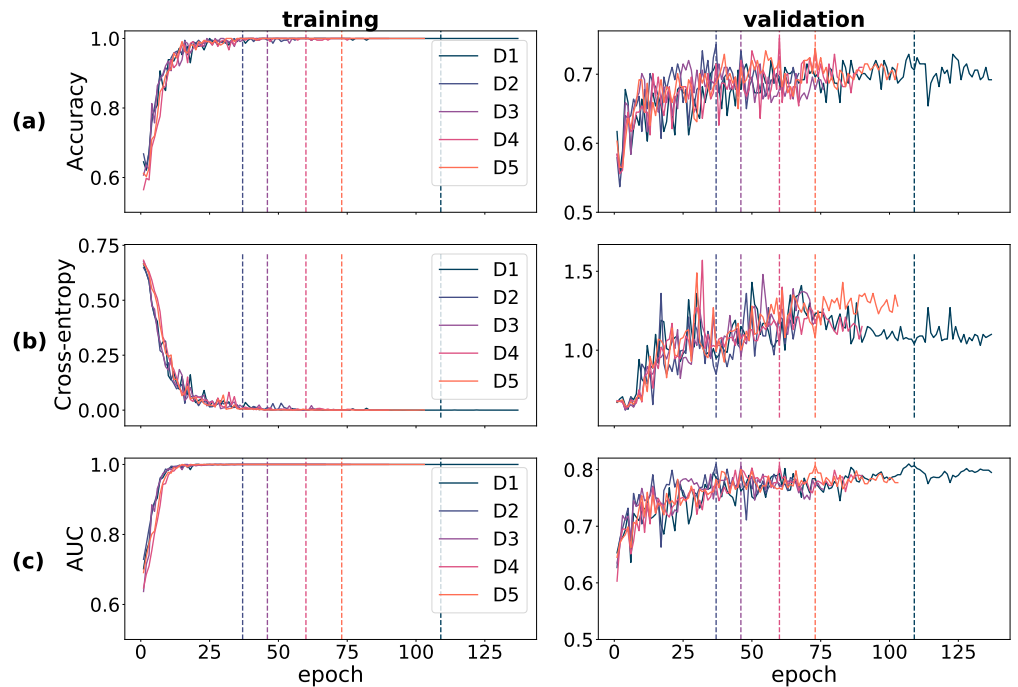 training validation
(a)
Accuracy
1.0
0.8
0.6
D1
D2
D3
D4
D5
0.7
0.6
0.5
(b)
Cross-entropy
0.75
0.50
0.25
0.00
D1
D2
D3
D4
D5
1.5
1.0
(c)
AUC
1.0
0.8
0.6
D1
D2
D3
D4
D5
0 25 50 75 100 125
epoch
0.8
0.7
0.6
0.5
0 25 50 75 100 125
epoch